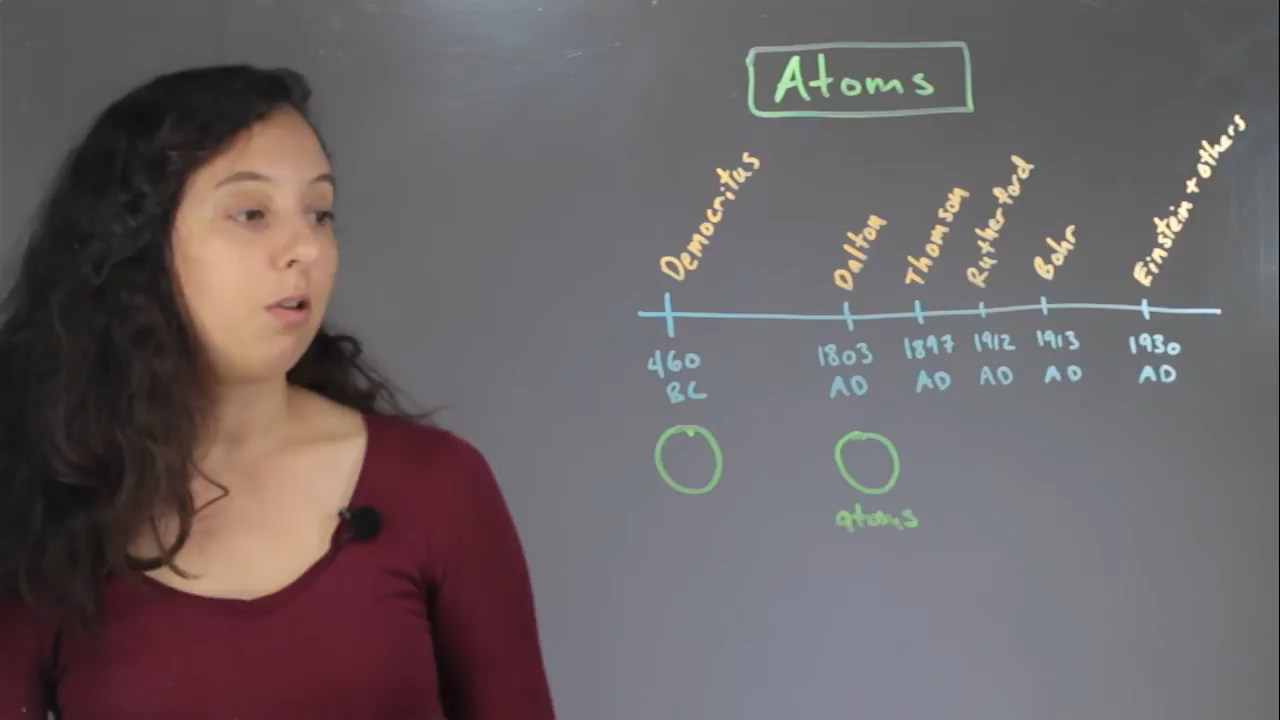 Atoms
Democritus
Dalton
Thomson
Rutherford
Bohr
Einstein + others
460 BC
1803 AD
1897 AD
1912 AD
1913 AD
1930 AD
atoms